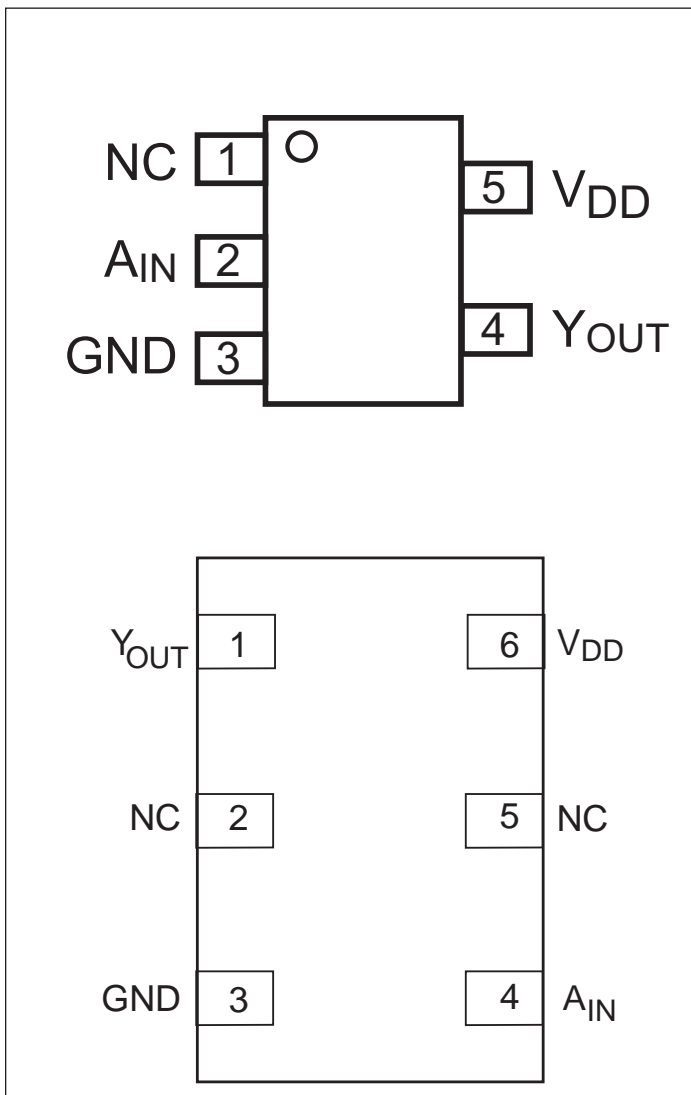 NC 1
5 VDD
AIN 2
4 YOUT
GND 3
YOUT 1 6 VDD
NC 2 5 NC
GND 3 4 AIN